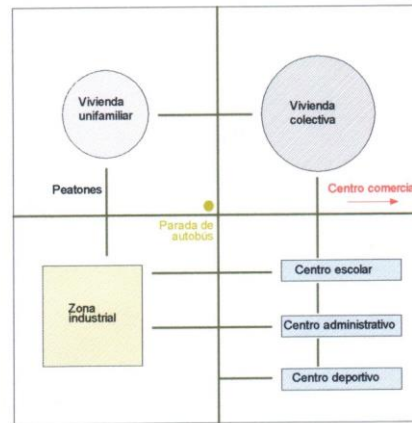 Vivienda
unifamiliar
Vivienda
colectiva
Peatones
Centro comercia
Parada de
autobús
Zona
industrial
Centro escolar
Centro administrativo
Centro deportivo